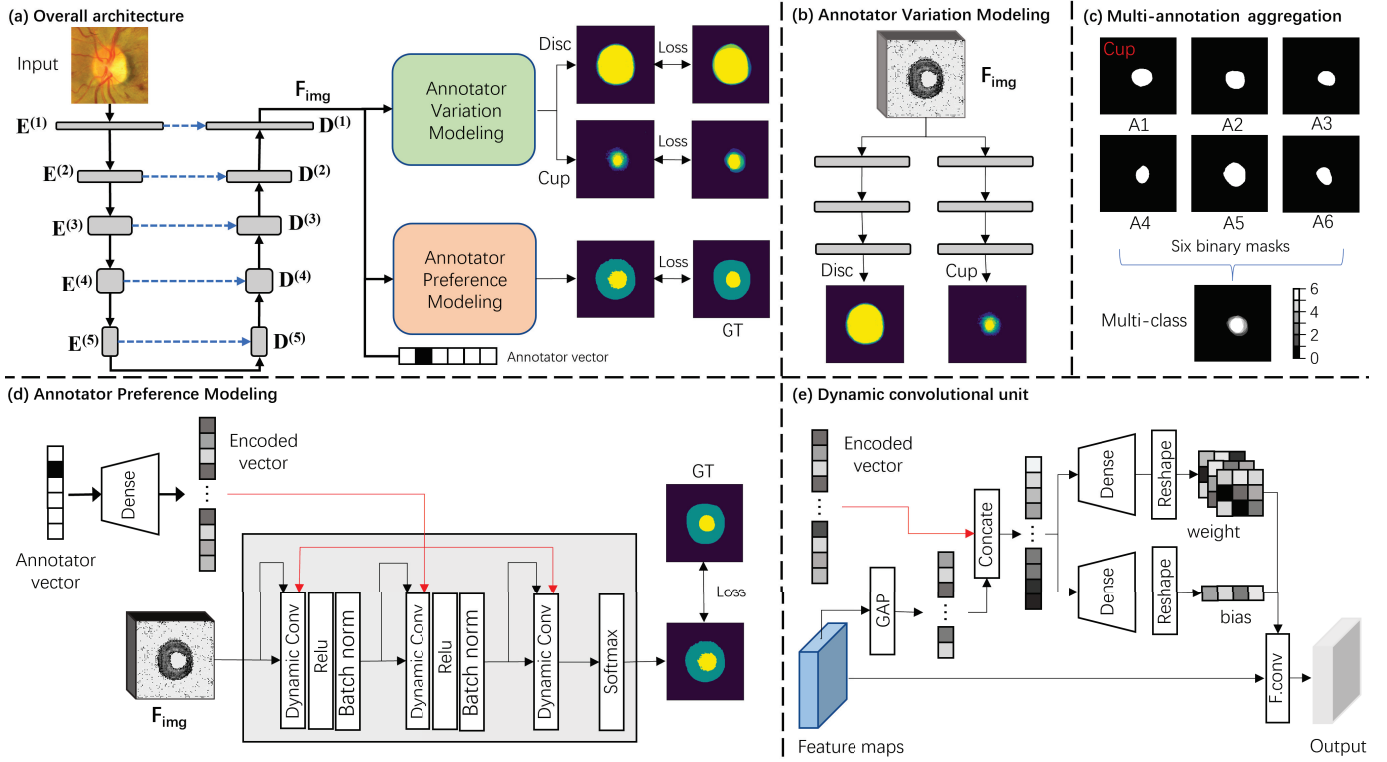 (a) Overall architecture
Input
E(1)
D(1)
E(2)
D(2)
E(3)
D(3)
E(4)
D(4)
E(5)
D(5)
Fimg
Annotator
Variation
Modeling
Disc
Loss
Cup
Loss
Annotator
Preference
Modeling
Loss
GT
Annotator vector
(b) Annotator Variation Modeling
Fimg
Disc
Cup
(c) Multi-annotation aggregation
Cup
A1
A2
A3
A4
A5
A6
Six binary masks
Multi-class
6
4
2
0
(d) Annotator Preference Modeling
Annotator
vector
Dense
Encoded
vector
Fimg
Dynamic Conv
Relu
Batch norm
Dynamic Conv
Relu
Batch norm
Dynamic Conv
Softmax
GT
Loss
(e) Dynamic convolutional unit
Encoded
vector
GAP
Concate
Dense
Reshape
weight
Dense
Reshape
bias
F.conv
Feature maps
Output